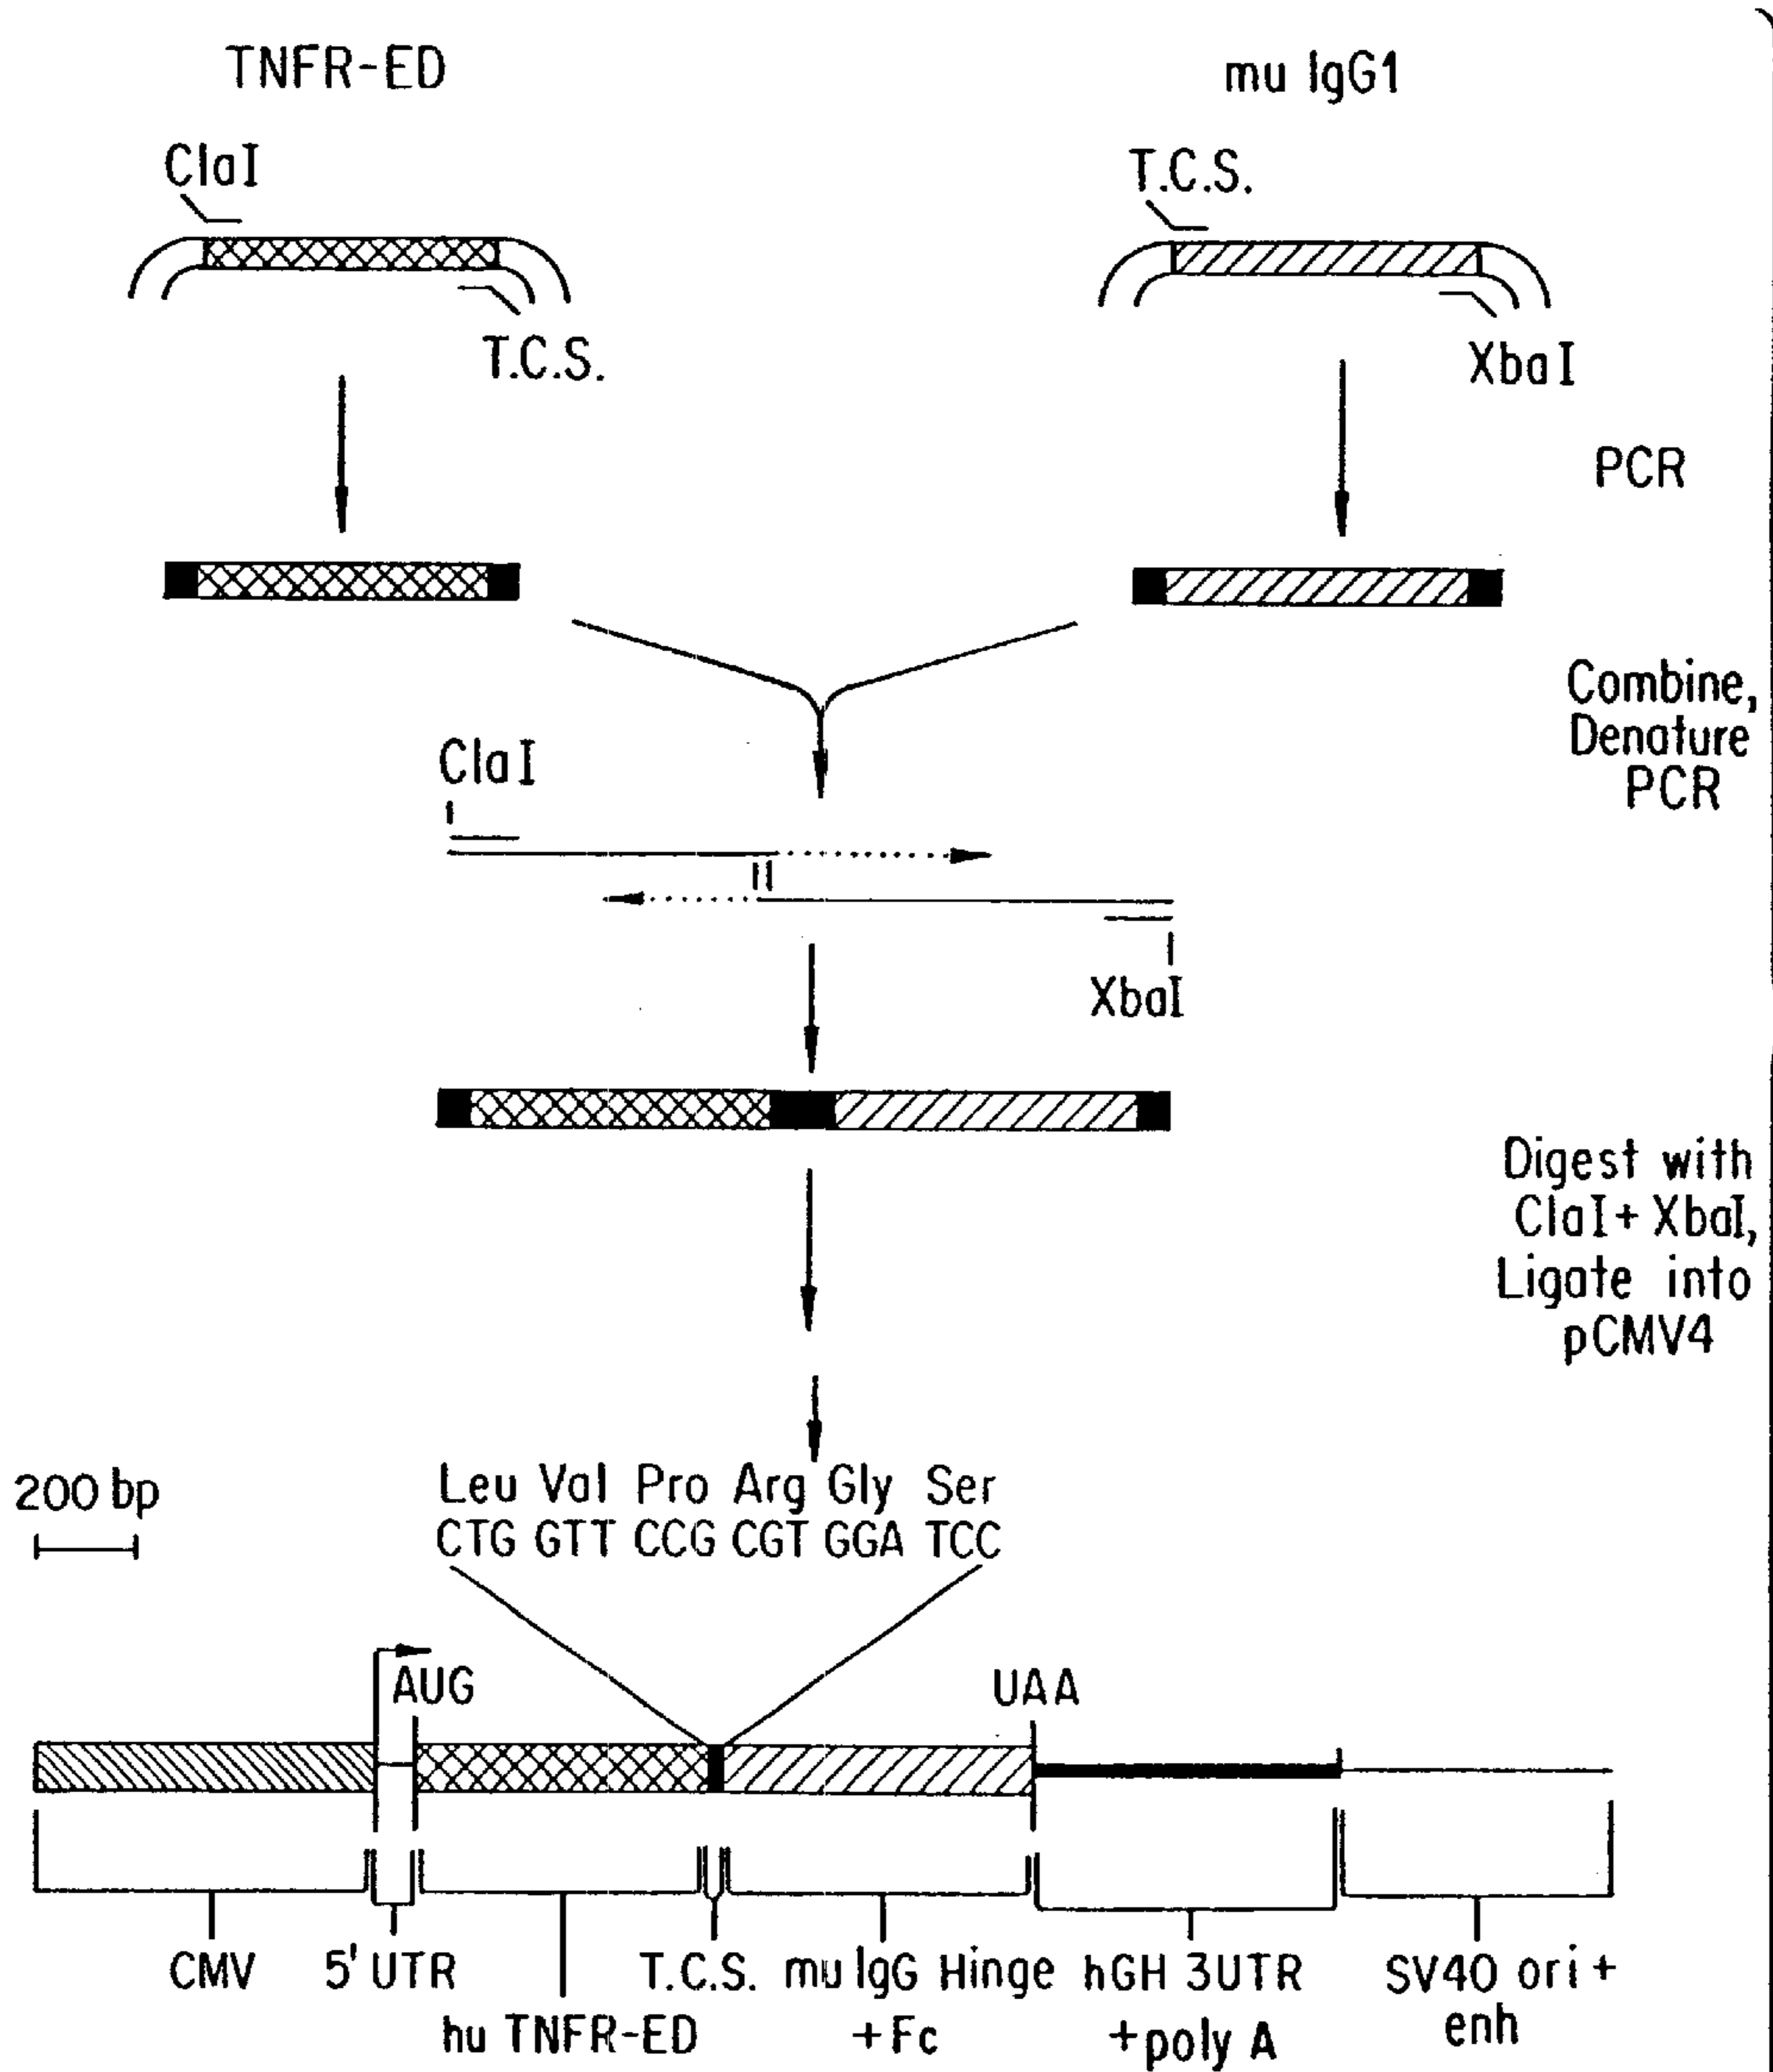 TNFR-ED
mu IgG1
ClaI
T.C.S.
T.C.S.
XbaI
PCR
Combine,
Denature
PCR
ClaI
XbaI
Digest with
ClaI + XbaI,
Ligate into
pCMV4
200 bp
Leu Val Pro Arg Gly Ser
CTG GTT CCG CGT GGA TCC
AUG
UAA
CMV
5' UTR
hu TNFR-ED
T.C.S.
mu IgG Hinge
+Fc
hGH 3UTR
+poly A
SV40 ori +
enh